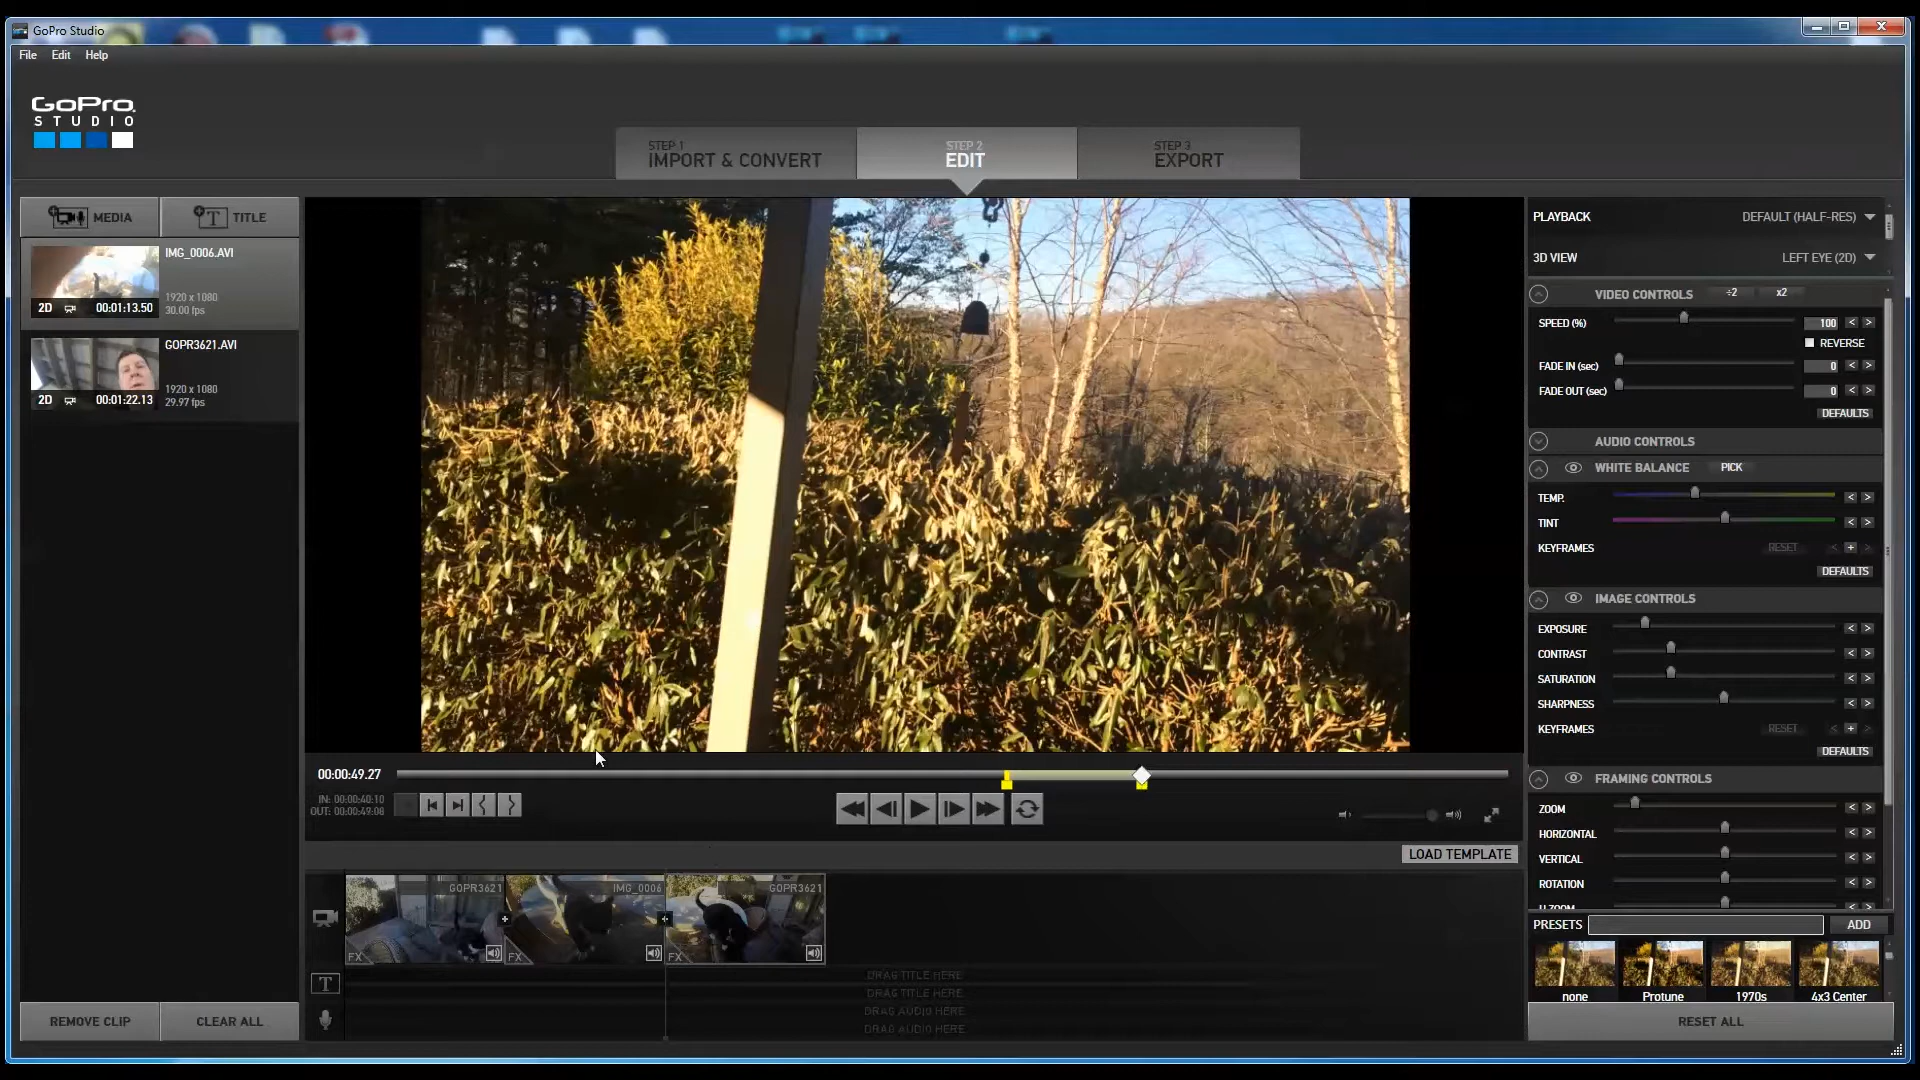 GoPro Studio
File Edit Help
GoPro
STUDIO
STEP 1
IMPORT & CONVERT
STEP 2
EDIT
STEP 3
EXPORT
MEDIA
TITLE
IMG_0006.AVI
1920 x 1080
30.00 fps
2D 00:01:13.50
GOPR3621.AVI
1920 x 1080
29.97 fps
2D 00:01:22.13
REMOVE CLIP
CLEAR ALL
00:00:49.27
IN: 00:00:40:10
OUT: 00:00:49:08
LOAD TEMPLATE
GOPR3621
FX
IMG_0006
FX
GOPR3621
FX
T
DRAG TITLE HERE
DRAG TITLE HERE
DRAG AUDIO HERE
DRAG AUDIO HERE
PLAYBACK DEFAULT (HALF-RES)
3D VIEW LEFT EYE (2D)
VIDEO CONTROLS ÷2 x2
SPEED (%) 100 < >
REVERSE
FADE IN (sec) 0 < >
FADE OUT (sec) 0 < >
DEFAULTS
AUDIO CONTROLS
WHITE BALANCE PICK
TEMP. < >
TINT < >
KEYFRAMES RESET < + >
DEFAULTS
IMAGE CONTROLS
EXPOSURE < >
CONTRAST < >
SATURATION < >
SHARPNESS < >
KEYFRAMES RESET < + >
DEFAULTS
FRAMING CONTROLS
ZOOM < >
HORIZONTAL < >
VERTICAL < >
ROTATION < >
H.ZOOM < >
PRESETS ADD
none Protune 1970s 4x3 Center
RESET ALL